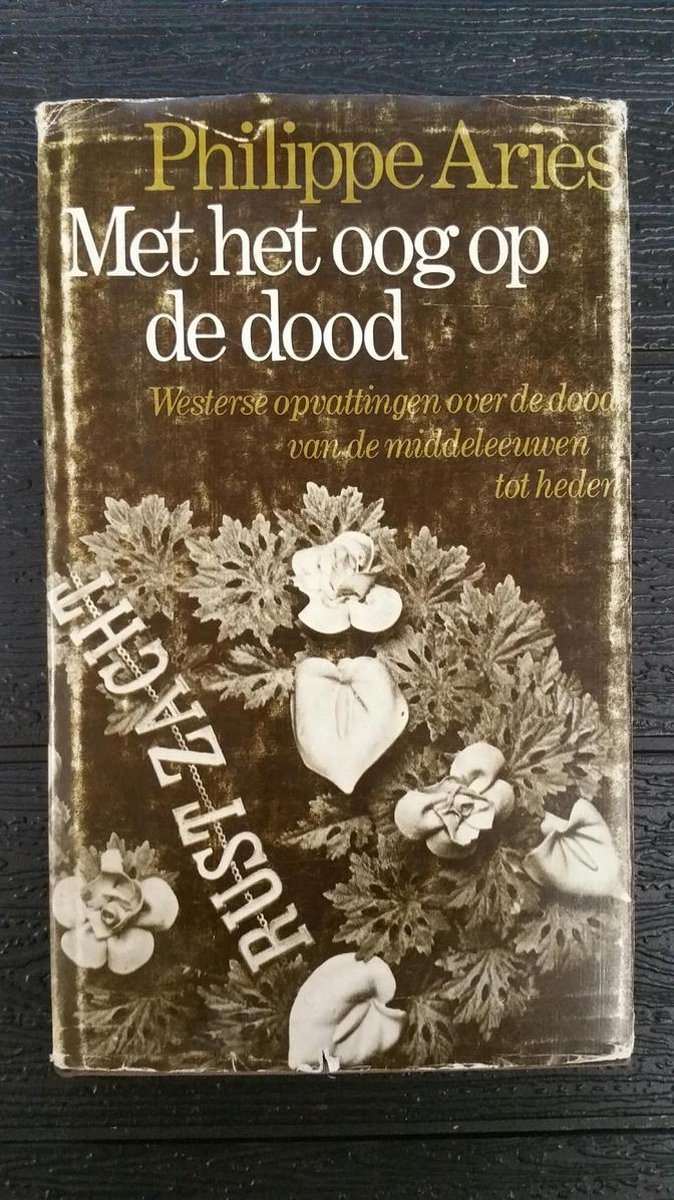 Philippe Ariès
Met het oog op
de dood
Westerse opvattingen over de dood
van de middeleeuwen
tot heden
RUST ZACHT